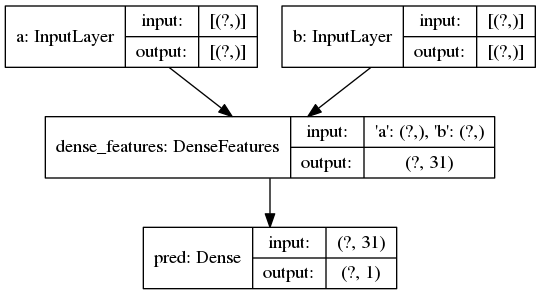 a: InputLayer
input: [(?,)]
output: [(?,)]
b: InputLayer
input: [(?,)]
output: [(?,)]
dense_features: DenseFeatures
input: 'a': (?,), 'b': (?,)
output: (?, 31)
pred: Dense
input: (?, 31)
output: (?, 1)